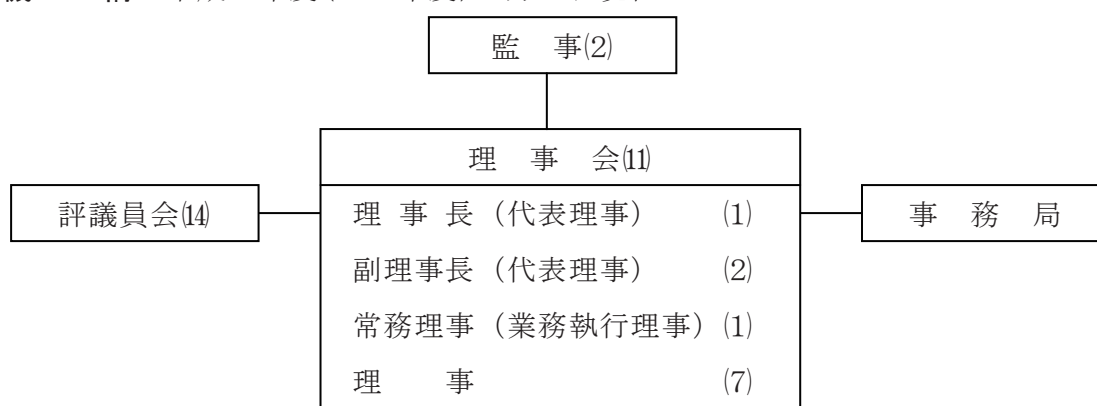 監 事⑵
理 事 会⑾
評議員会⒁
理 事 長（代表理事） ⑴
事 務 局
副理事長（代表理事） ⑵
常務理事（業務執行理事）⑴
理 事 ⑺